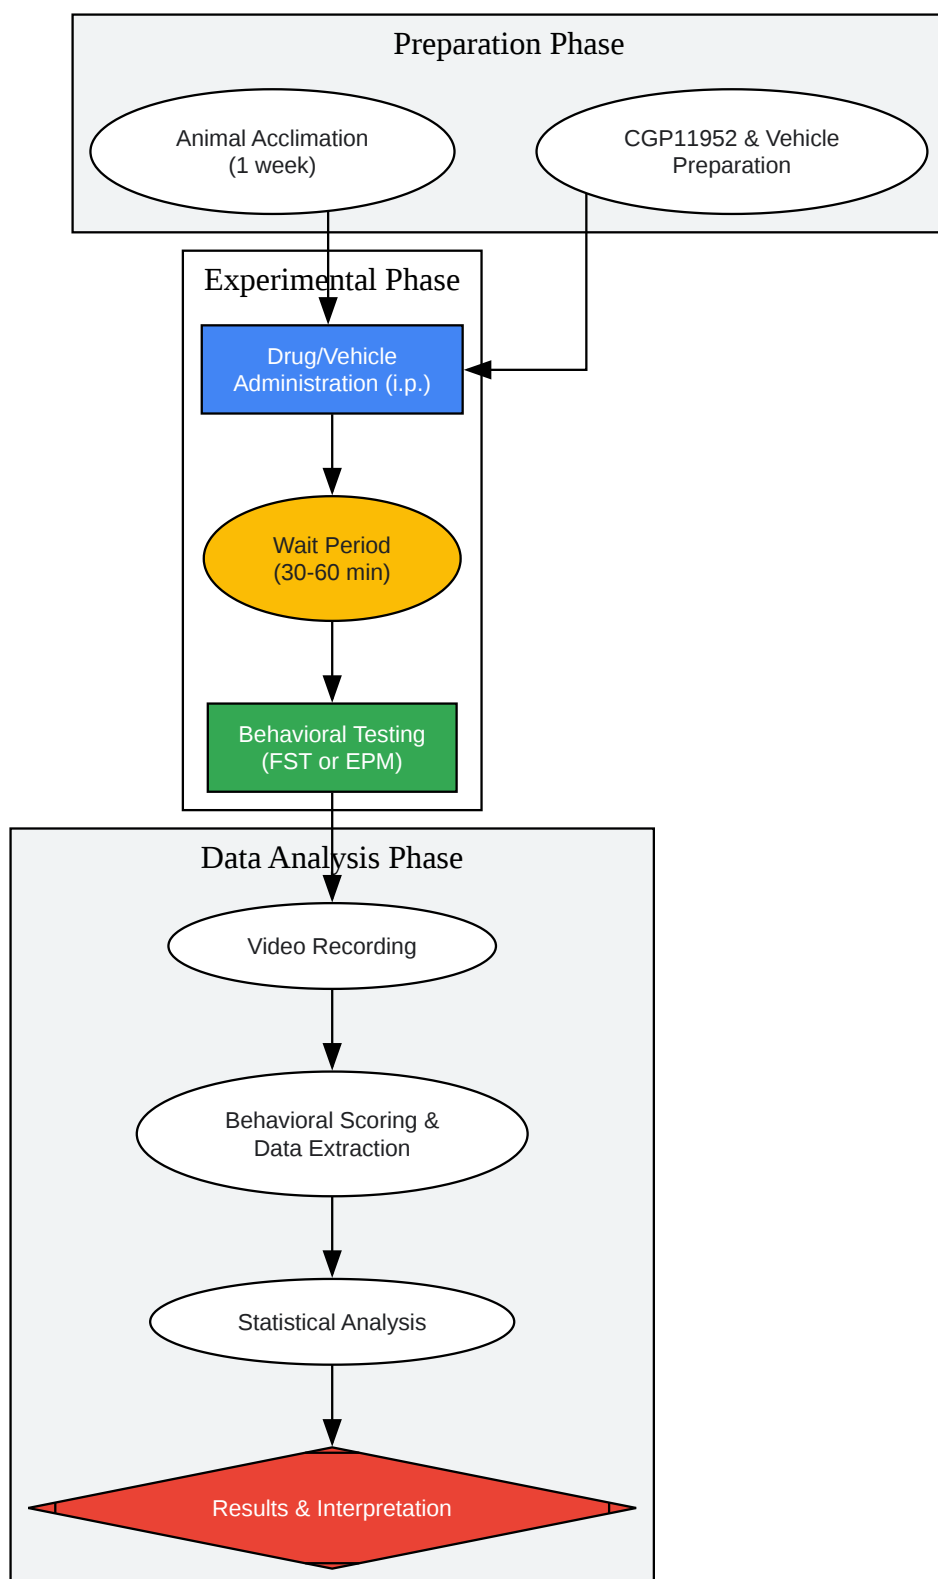 Preparation Phase
Animal Acclimation
(1 week)
CGP11952 & Vehicle
Preparation
Experimental Phase
Drug/Vehicle
Administration (i.p.)
Wait Period
(30-60 min)
Behavioral Testing
(FST or EPM)
Data Analysis Phase
Video Recording
Behavioral Scoring &
Data Extraction
Statistical Analysis
Results & Interpretation